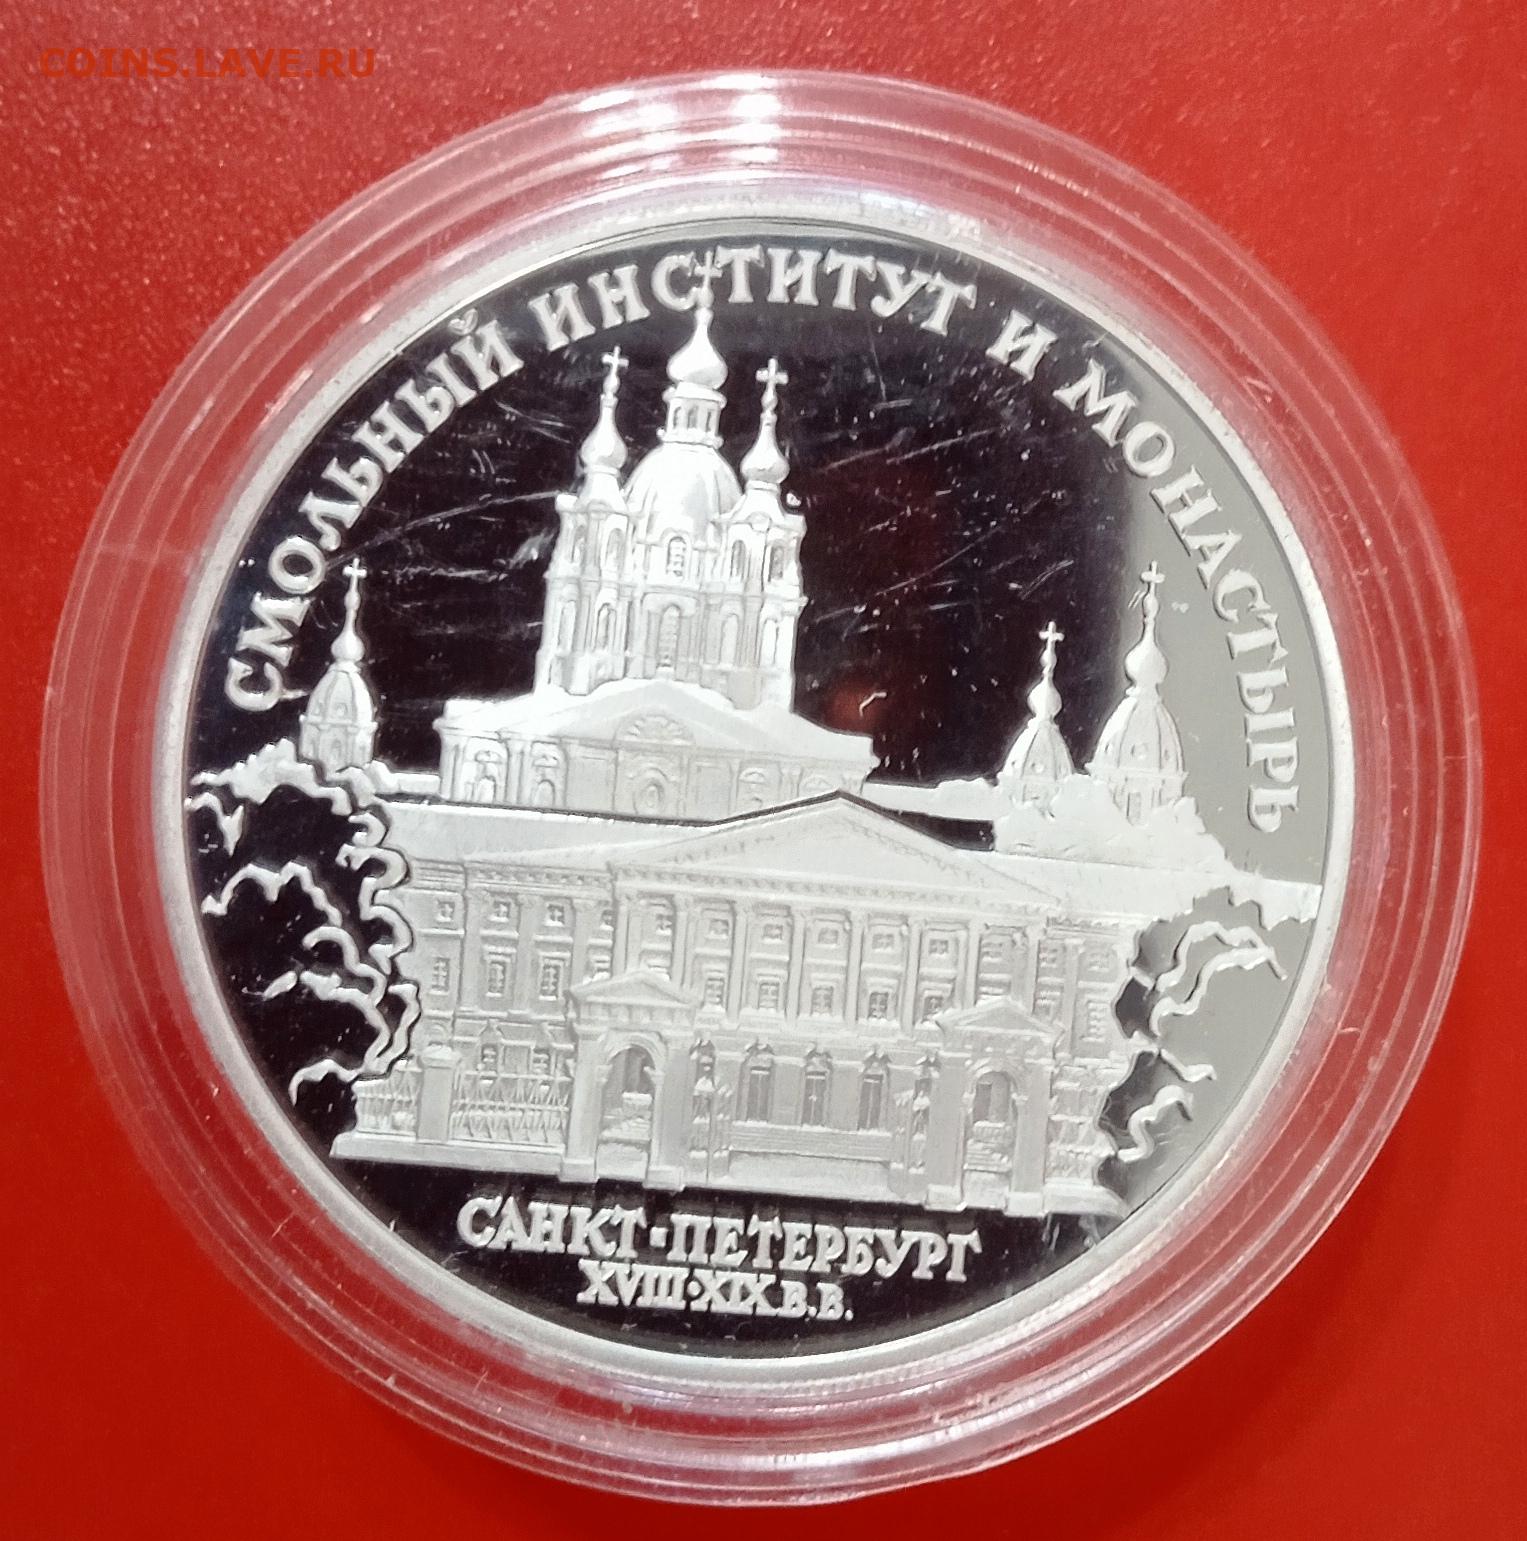 COINS.LAVE.RU
СМОЛЬНЫЙ ИНСТИТУТ И МОНАСТЫРЬ
САНКТ-ПЕТЕРБУРГ
XVIII·XIX В.В.